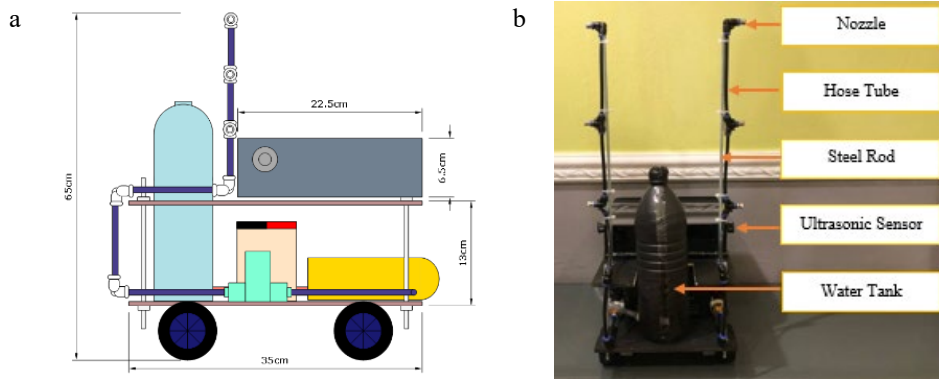 a
65cm
22.5cm
6.5cm
13cm
35cm
b
Nozzle
Hose Tube
Steel Rod
Ultrasonic Sensor
Water Tank